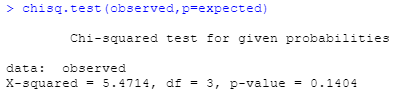 > chisq.test(observed,p=expected)
Chi-squared test for given probabilities
data:  observed
X-squared = 5.4714, df = 3, p-value = 0.1404